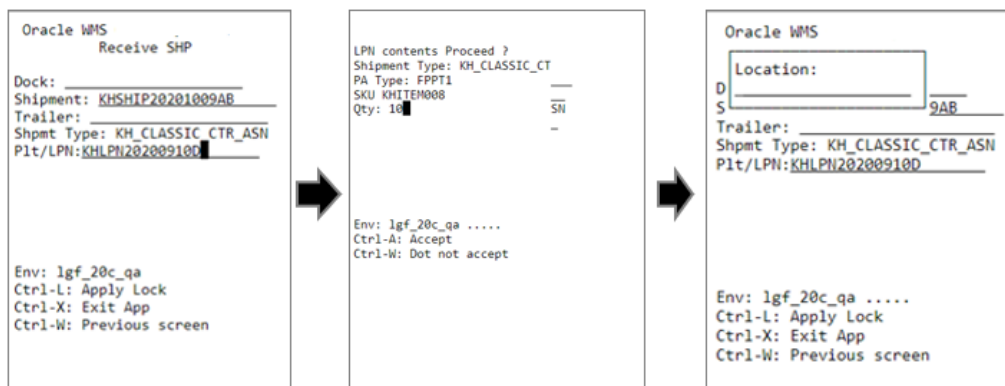 Oracle WMS
Receive SHP
Dock:
Shipment: KHSHIP20201009AB
Trailer:
Shpmt Type: KH_CLASSIC_CTR_ASN
Plt/LPN:KHLPN20200910D
Env: lgf_20c_qa
Ctrl-L: Apply Lock
Ctrl-X: Exit App
Ctrl-W: Previous screen
LPN contents Proceed ?
Shipment Type: KH_CLASSIC_CT
PA Type: FPPT1
SKU KHITEM008
Qty: 10
SN
Env: lgf_20c_qa .....
Ctrl-A: Accept
Ctrl-W: Dot not accept
Oracle WMS
Location:
D
S 9AB
Trailer:
Shpmt Type: KH_CLASSIC_CTR_ASN
Plt/LPN:KHLPN20200910D
Env: lgf_20c_qa .....
Ctrl-L: Apply Lock
Ctrl-X: Exit App
Ctrl-W: Previous screen